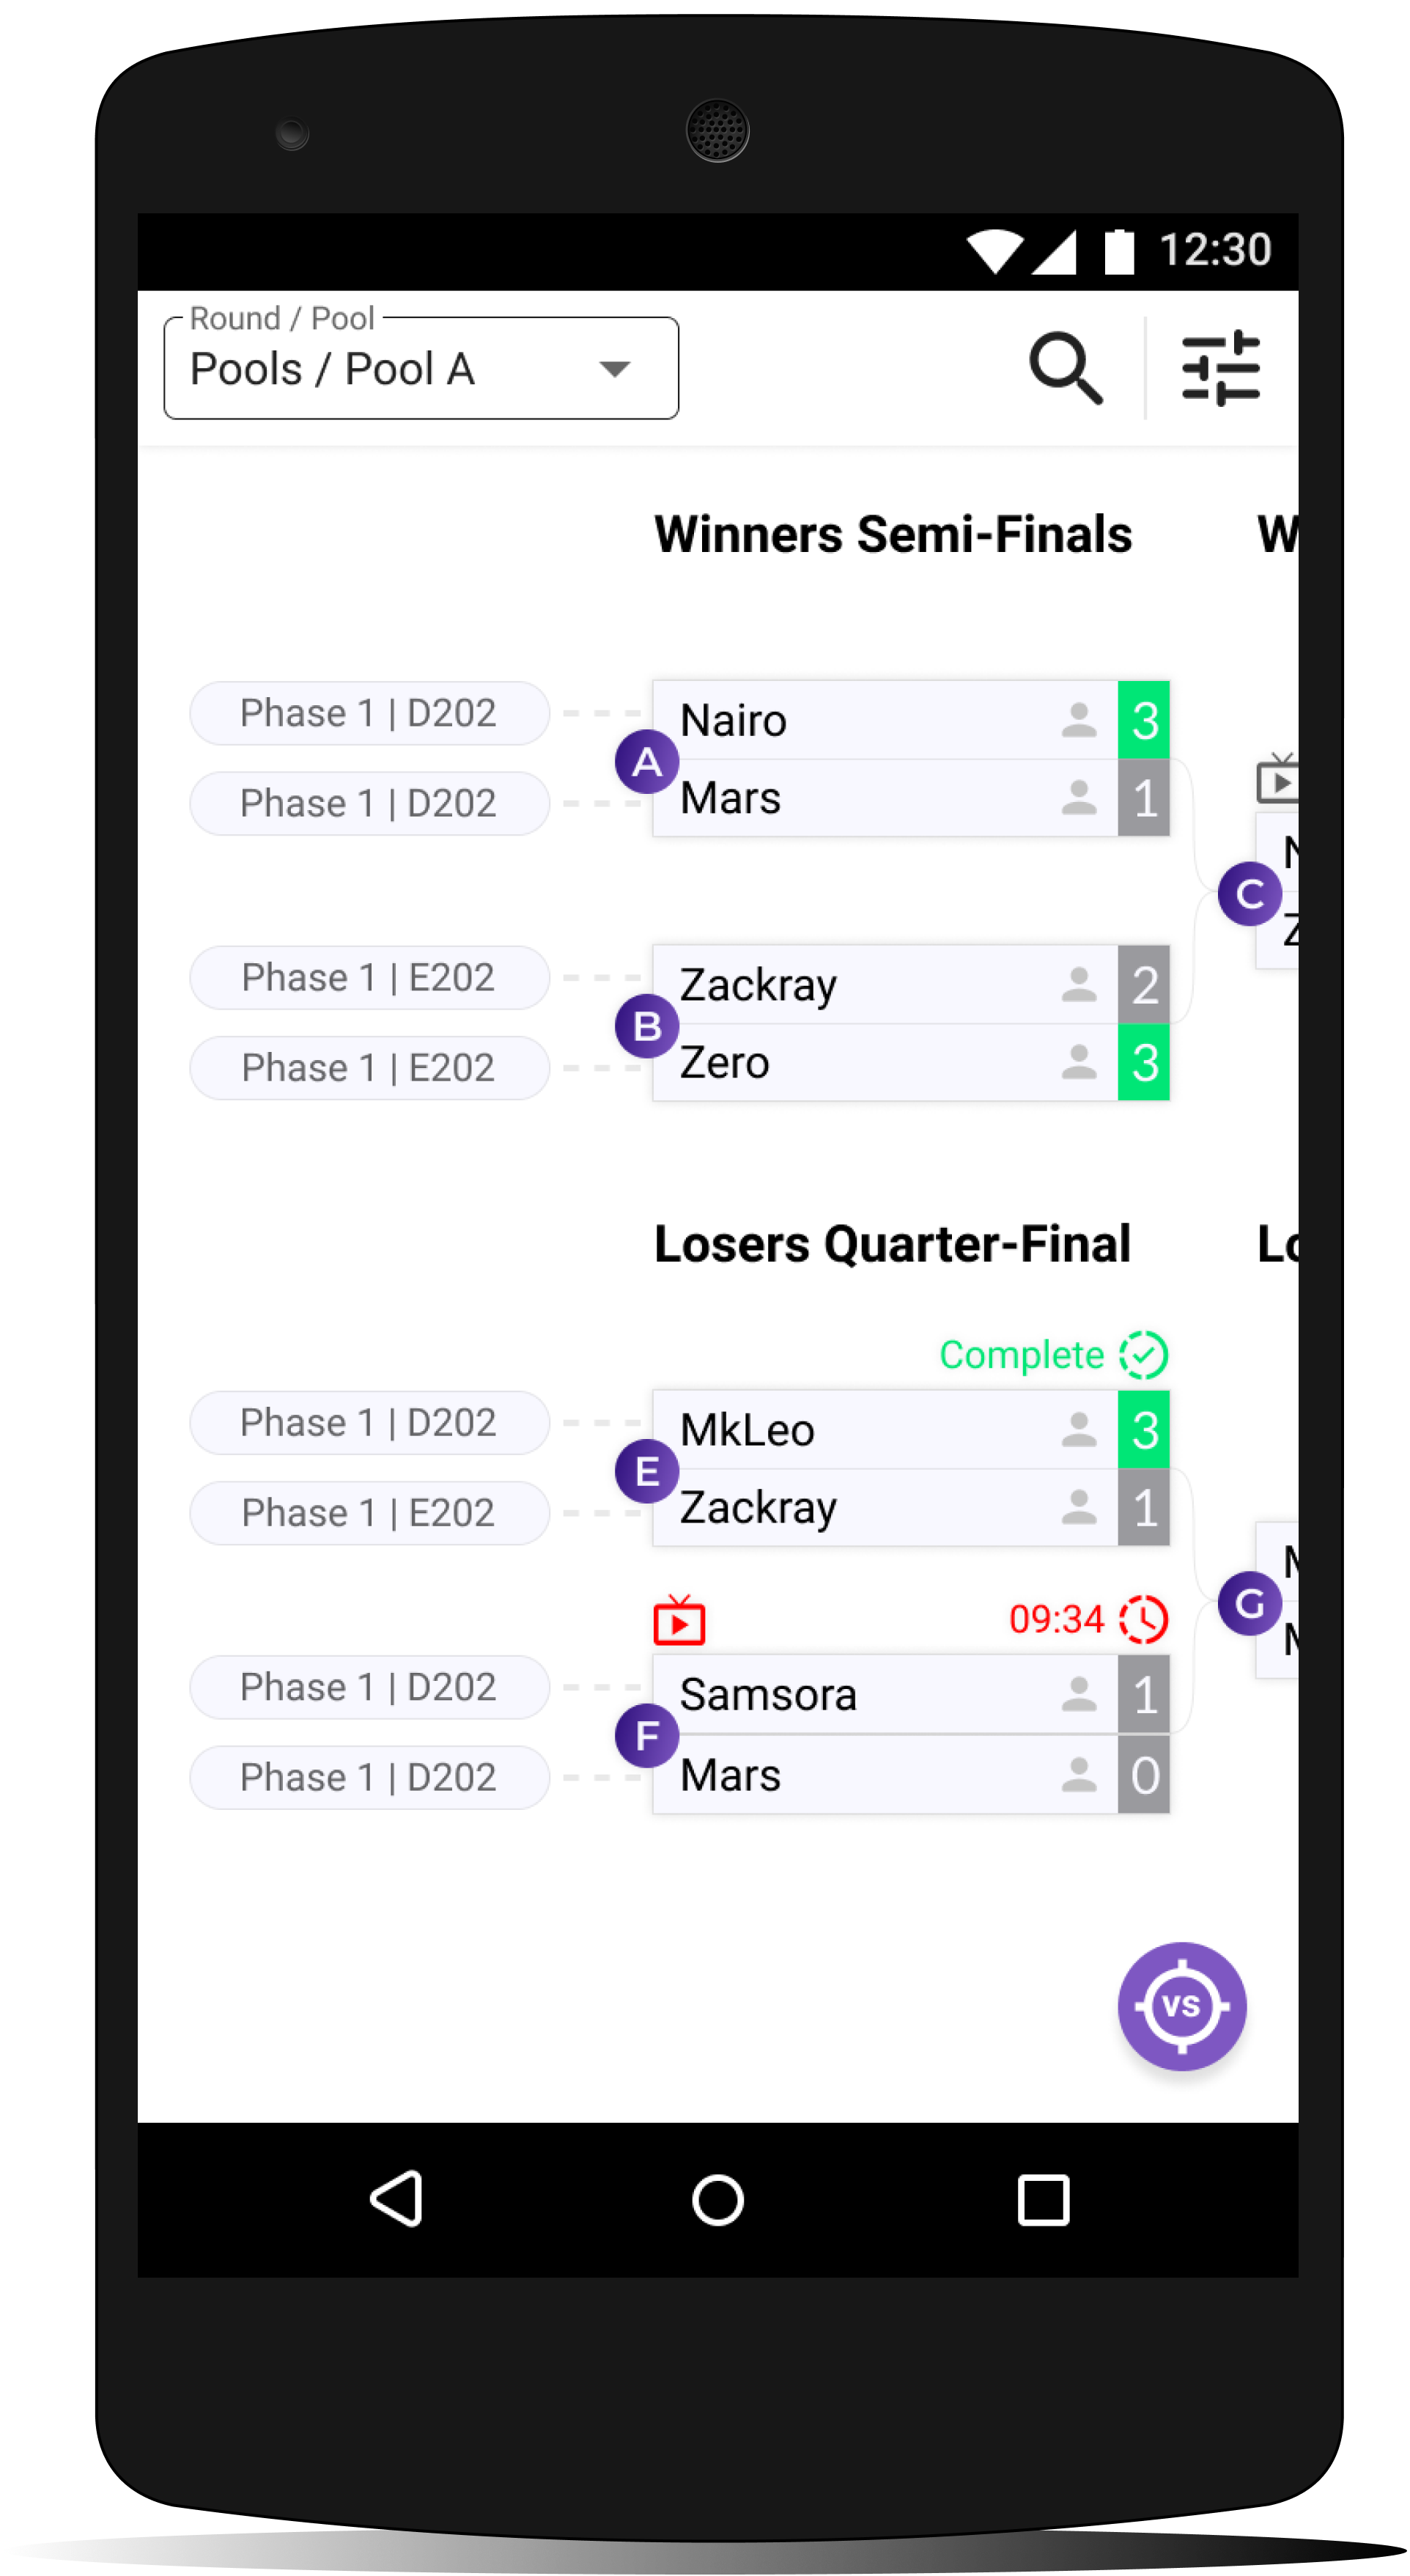 12:30
Round / Pool
Pools / Pool A
Winners Semi-Finals
W
Phase 1 | D202
Nairo 3
A
Phase 1 | D202
Mars 1
C
N
Z
Phase 1 | E202
Zackray 2
B
Phase 1 | E202
Zero 3
Losers Quarter-Final
Lo
Complete
Phase 1 | D202
MkLeo 3
E
Phase 1 | E202
Zackray 1
09:34
G
M
M
Phase 1 | D202
Samsora 1
F
Phase 1 | D202
Mars 0
VS